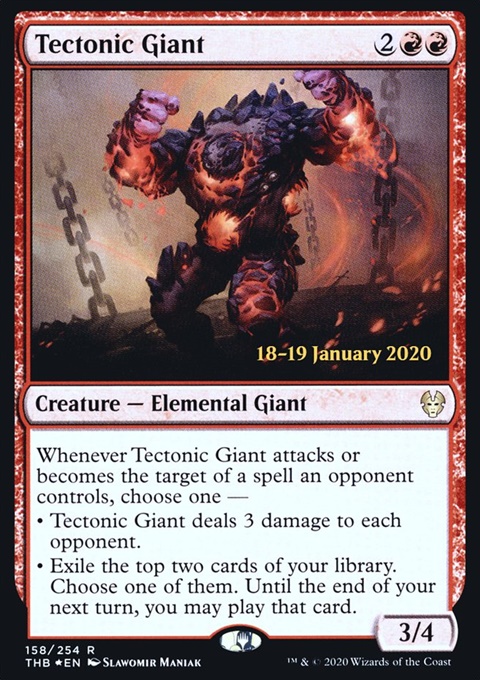 Tectonic Giant 2
18-19 January 2020
Creature — Elemental Giant
Whenever Tectonic Giant attacks or
becomes the target of a spell an opponent
controls, choose one —
• Tectonic Giant deals 3 damage to each
opponent.
• Exile the top two cards of your library.
Choose one of them. Until the end of your
next turn, you may play that card.
3/4
158/254 R
THB ★ EN Slawomir Maniak
™ & © 2020 Wizards of the Coast